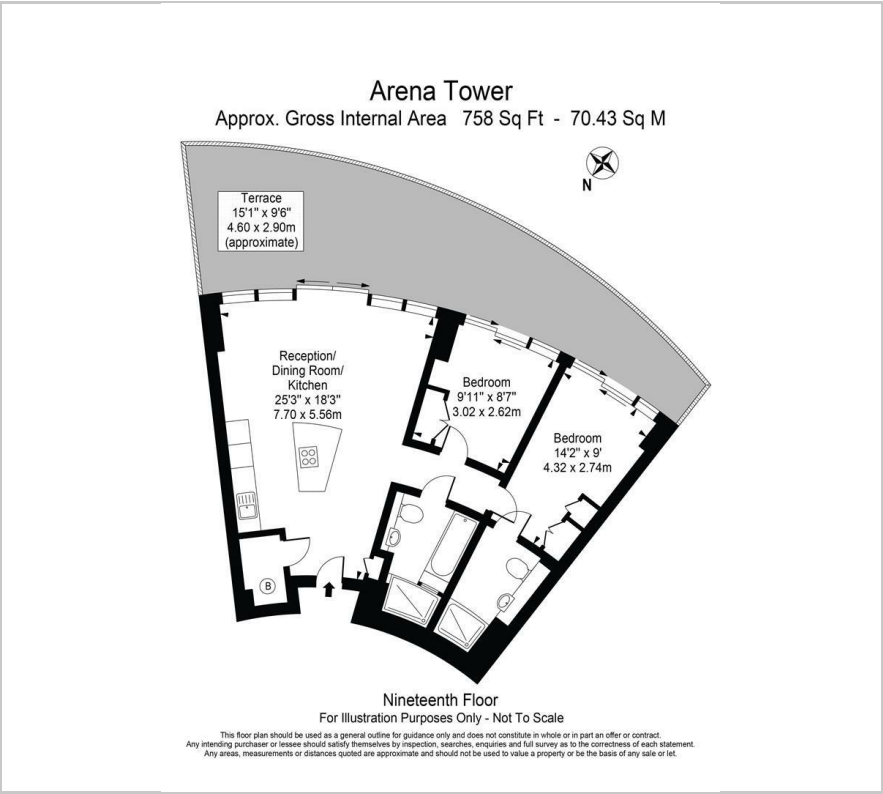 Arena Tower
Approx. Gross Internal Area 758 Sq Ft - 70.43 Sq M
N
Terrace
15'1" x 9'6"
4.60 x 2.90m
(approximate)
Reception/
Dining Room/
Kitchen
25'3" x 18'3"
7.70 x 5.56m
Bedroom
9'11" x 8'7"
3.02 x 2.62m
Bedroom
14'2" x 9'
4.32 x 2.74m
B
Nineteenth Floor
For Illustration Purposes Only - Not To Scale
This floor plan should be used as a general outline for guidance only and does not constitute in whole or in part an offer or contract.
Any intending purchaser or lessee should satisfy themselves by inspection, searches, enquiries and full survey as to the correctness of each statement.
Any areas, measurements or distances quoted are approximate and should not be used to value a property or be the basis of any sale or let.